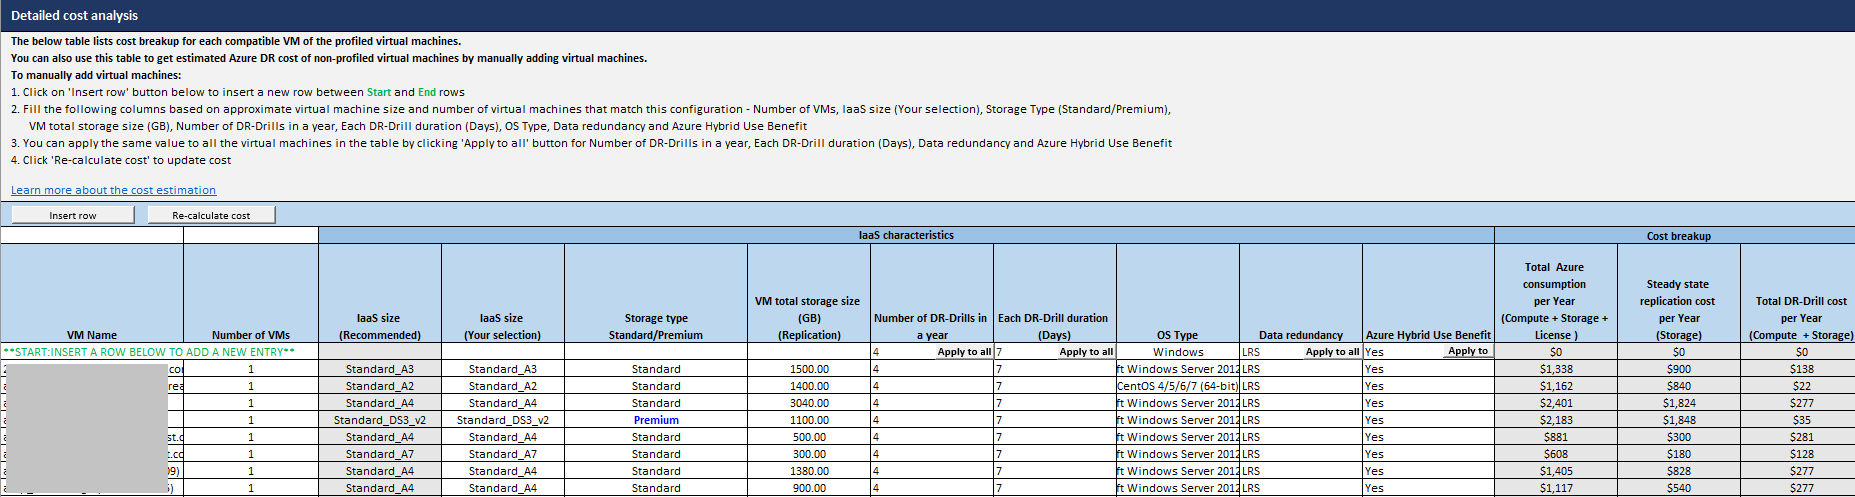 Detailed cost analysis
The below table lists cost breakup for each compatible VM of the profiled virtual machines.
You can also use this table to get estimated Azure DR cost of non-profiled virtual machines by manually adding virtual machines.
To manually add virtual machines:
1. Click on 'Insert row' button below to insert a new row between Start and End rows
2. Fill the following columns based on approximate virtual machine size and number of virtual machines that match this configuration - Number of VMs, IaaS size (Your selection), Storage Type (Standard/Premium),
VM total storage size (GB), Number of DR-Drills in a year, Each DR-Drill duration (Days), OS Type, Data redundancy and Azure Hybrid Use Benefit
3. You can apply the same value to all the virtual machines in the table by clicking 'Apply to all' button for Number of DR-Drills in a year, Each DR-Drill duration (Days), Data redundancy and Azure Hybrid Use Benefit
4. Click 'Re-calculate cost' to update cost
Learn more about the cost estimation
Insert row Re-calculate cost
IaaS characteristics Cost breakup
VM Name
Number of VMs
IaaS size
(Recommended)
IaaS size
(Your selection)
Storage type
Standard/Premium
VM total storage size
(GB)
(Replication)
Number of DR-Drills in
a year
Each DR-Drill duration
(Days)
OS Type
Data redundancy
Azure Hybrid Use Benefit
Total Azure
consumption
per Year
(Compute + Storage +
License )
Steady state
replication cost
per Year
(Storage)
Total DR-Drill cost
per Year
(Compute + Storage)
**START:INSERT A ROW BELOW TO ADD A NEW ENTRY** 4 Apply to all 7 Apply to all Windows LRS Apply to all Yes Apply to $0 $0 $0
1 Standard_A3 Standard_A3 Standard 1500.00 4 7 ft Windows Server 2012 LRS Yes $1,338 $900 $138
1 Standard_A2 Standard_A2 Standard 1400.00 4 7 CentOS 4/5/6/7 (64-bit) LRS Yes $1,162 $840 $22
1 Standard_A4 Standard_A4 Standard 3040.00 4 7 ft Windows Server 2012 LRS Yes $2,401 $1,824 $277
1 Standard_DS3_v2 Standard_DS3_v2 Premium 1100.00 4 7 ft Windows Server 2012 LRS Yes $2,183 $1,848 $35
1 Standard_A4 Standard_A4 Standard 500.00 4 7 ft Windows Server 2012 LRS Yes $881 $300 $281
1 Standard_A7 Standard_A7 Standard 300.00 4 7 ft Windows Server 2012 LRS Yes $608 $180 $128
1 Standard_A4 Standard_A4 Standard 1380.00 4 7 ft Windows Server 2012 LRS Yes $1,405 $828 $277
1 Standard_A4 Standard_A4 Standard 900.00 4 7 ft Windows Server 2012 LRS Yes $1,117 $540 $277